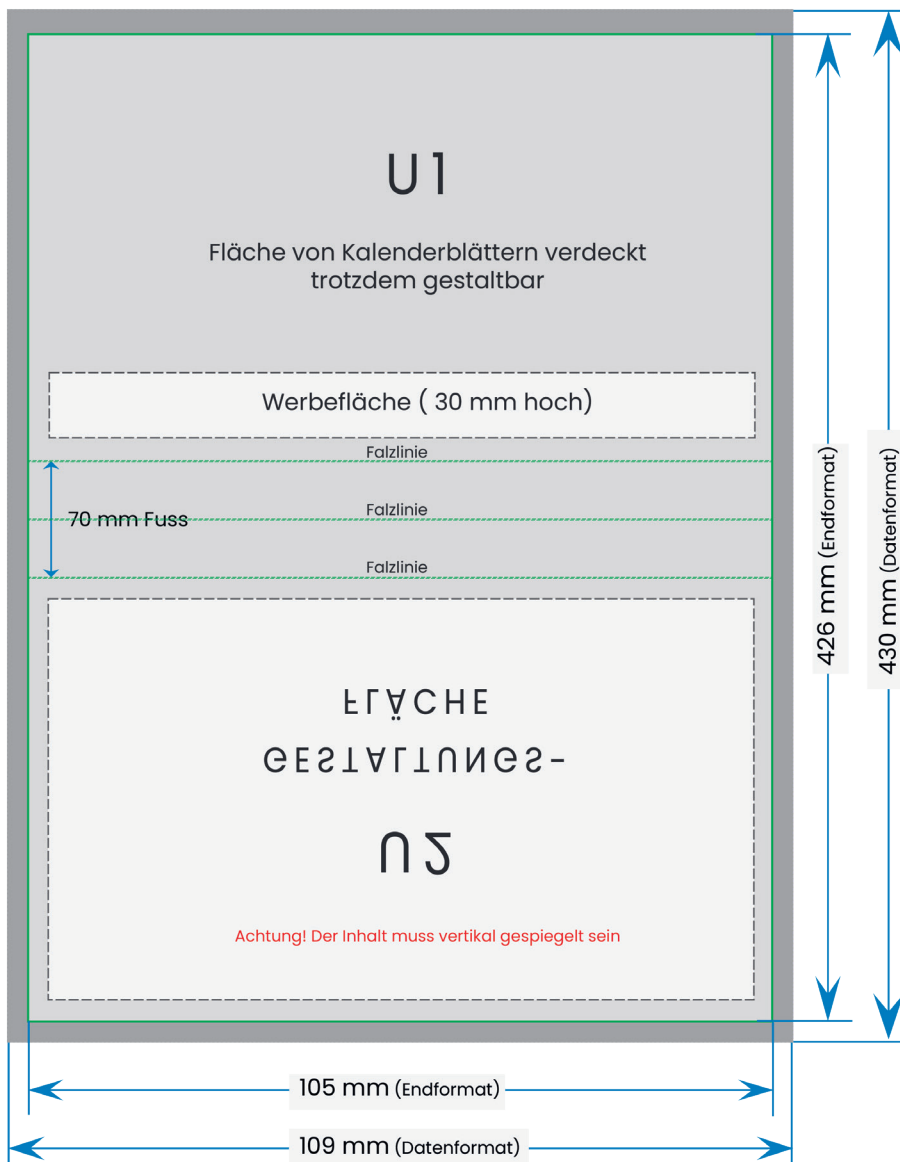 U1
Fläche von Kalenderblättern verdeckt
trotzdem gestaltbar
Werbefläche ( 30 mm hoch)
Falzlinie
Falzlinie
70 mm Fuss
Falzlinie
FLÄCHE
GESTALTUNGS-
U2
Achtung! Der Inhalt muss vertikal gespiegelt sein
426 mm (Endformat)
430 mm (Datenformat)
105 mm (Endformat)
109 mm (Datenformat)